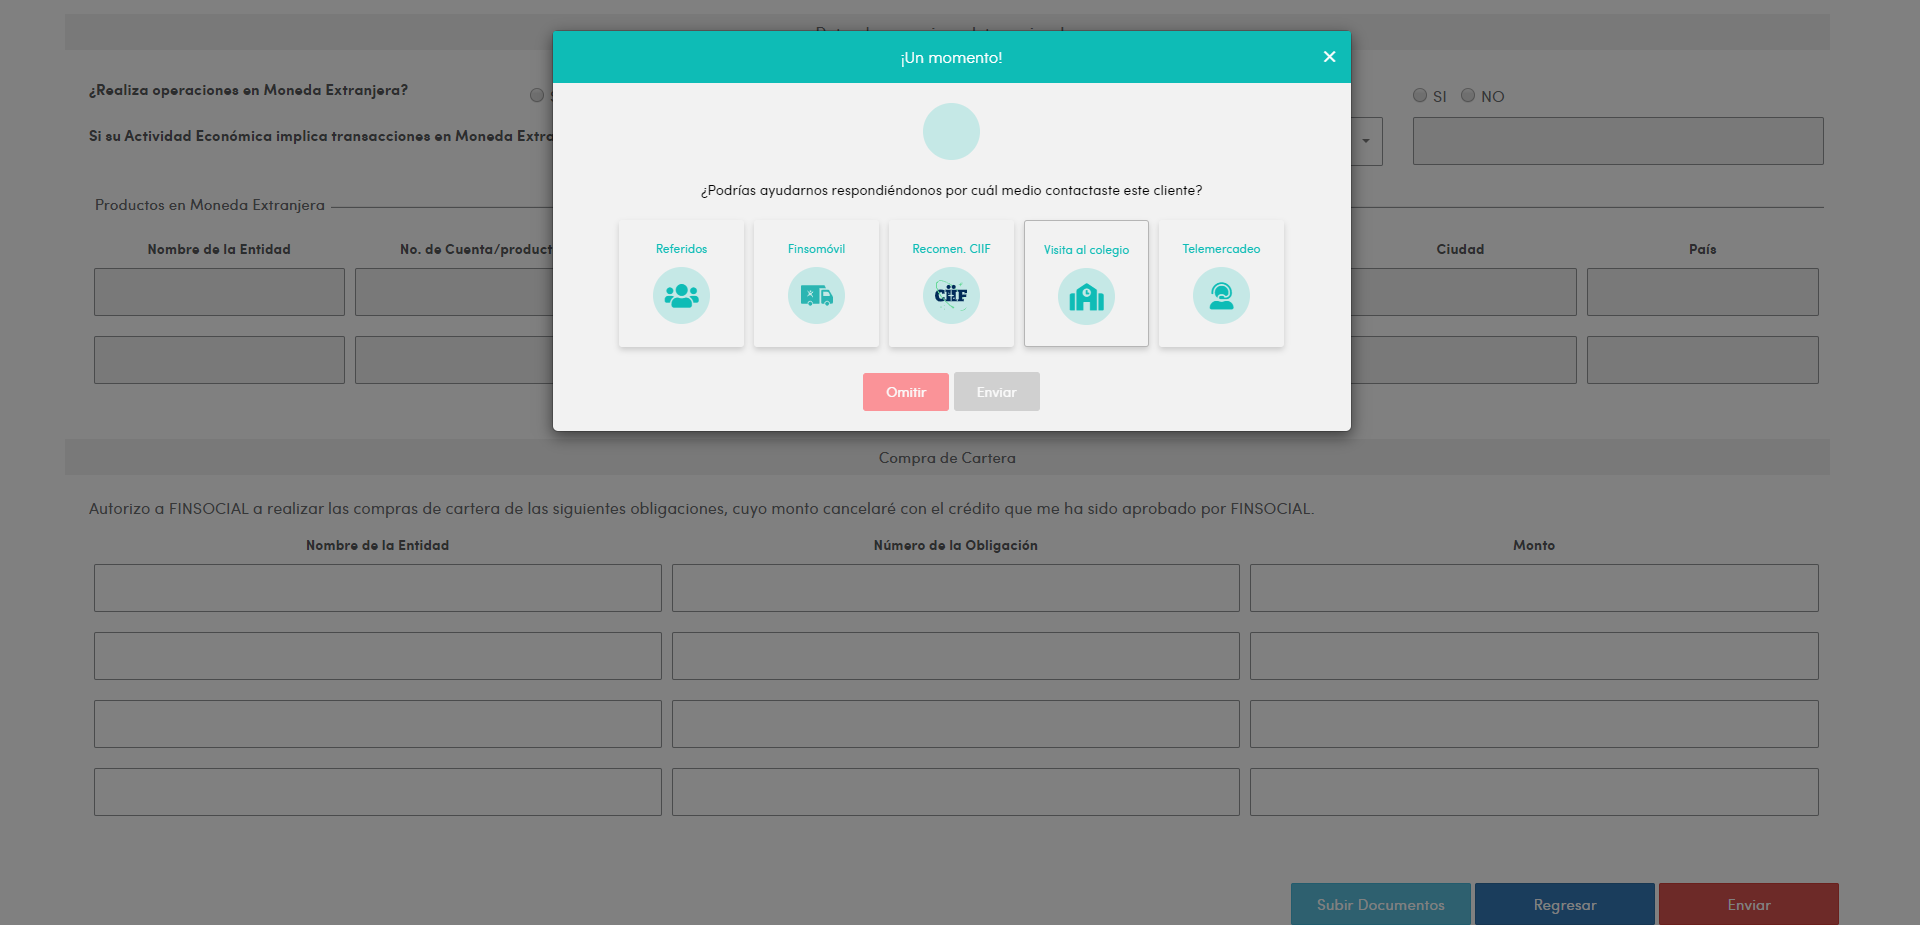 ¡Un momento!
¿Realiza operaciones en Moneda Extranjera?
SI NO
Si su Actividad Económica implica transacciones en Moneda Extra
¿Podrías ayudarnos respondiéndonos por cuál medio contactaste este cliente?
Productos en Moneda Extranjera
Referidos
Finsomóvil
Recomen. CIIF
Visita al colegio
Telemercadeo
CiiF
Nombre de la Entidad
No. de Cuenta/product
Ciudad
País
Omitir
Enviar
Compra de Cartera
Autorizo a FINSOCIAL a realizar las compras de cartera de las siguientes obligaciones, cuyo monto cancelaré con el crédito que me ha sido aprobado por FINSOCIAL.
Nombre de la Entidad
Número de la Obligación
Monto
Subir Documentos
Regresar
Enviar